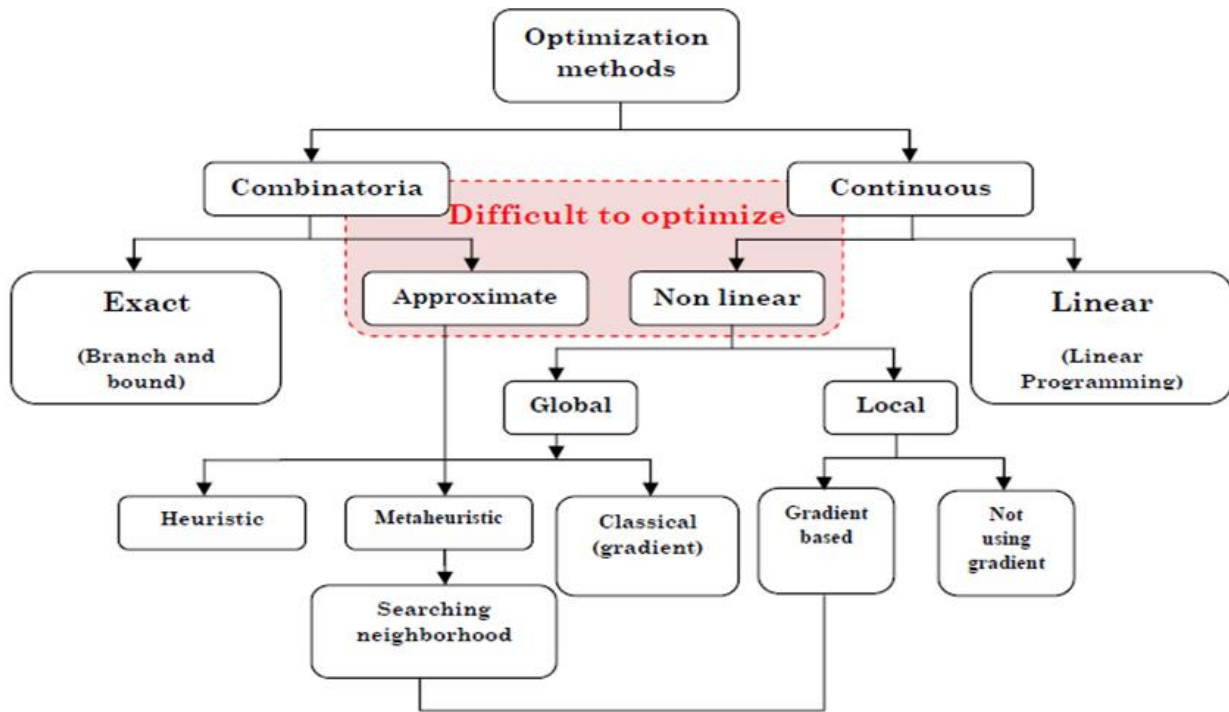 Optimization
methods
Combinatoria
Continuous
Difficult to optimize
Exact
(Branch and
bound)
Approximate
Non linear
Linear
(Linear
Programming)
Global
Local
Heuristic
Metaheuristic
Classical
(gradient)
Gradient
based
Not
using
gradient
Searching
neighborhood